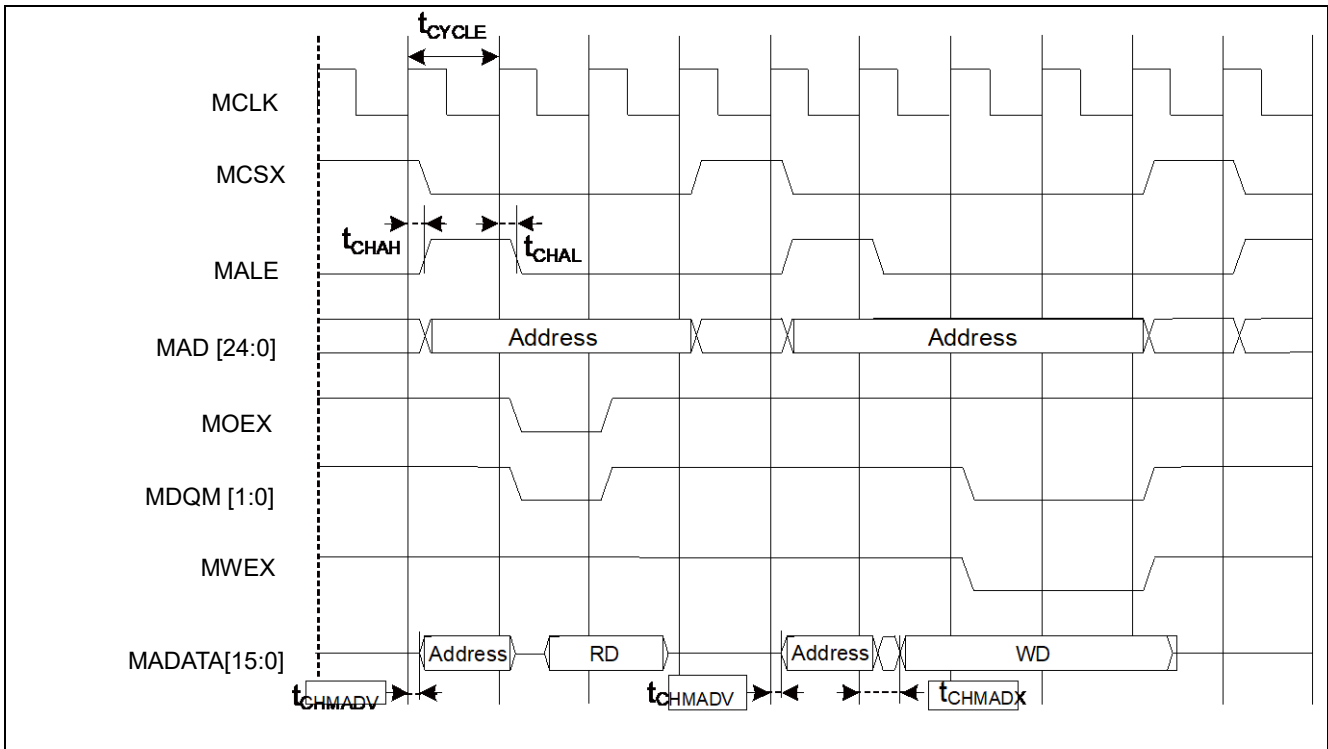 tCYCLE
MCLK
MCSX
tCHAH
tCHAL
MALE
MAD [24:0]
Address
Address
MOEX
MDQM [1:0]
MWEX
MADATA[15:0]
Address
RD
Address
WD
tCHMADV
tCHMADV
tCHMADX